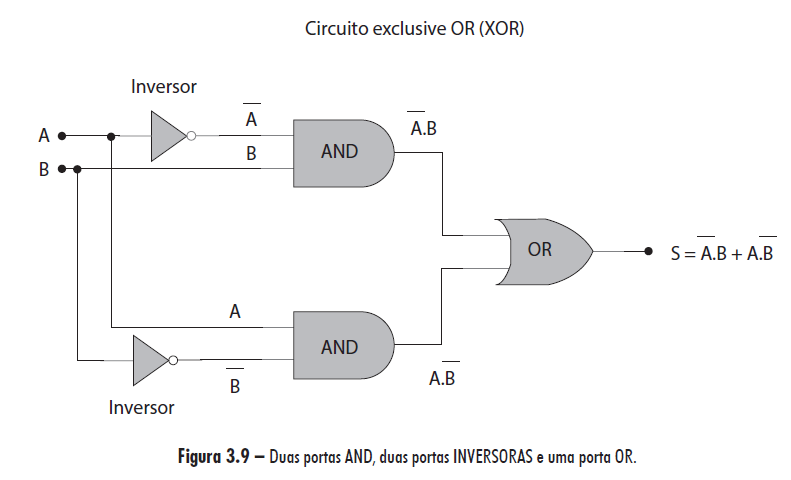 Circuito exclusive OR (XOR)
Inversor
A
B
A̅
B
AND
A̅.B
OR
S = A̅.B + A.B̅
A
B̅
AND
A.B̅
Inversor
Figura 3.9 – Duas portas AND, duas portas INVERSORAS e uma porta OR.